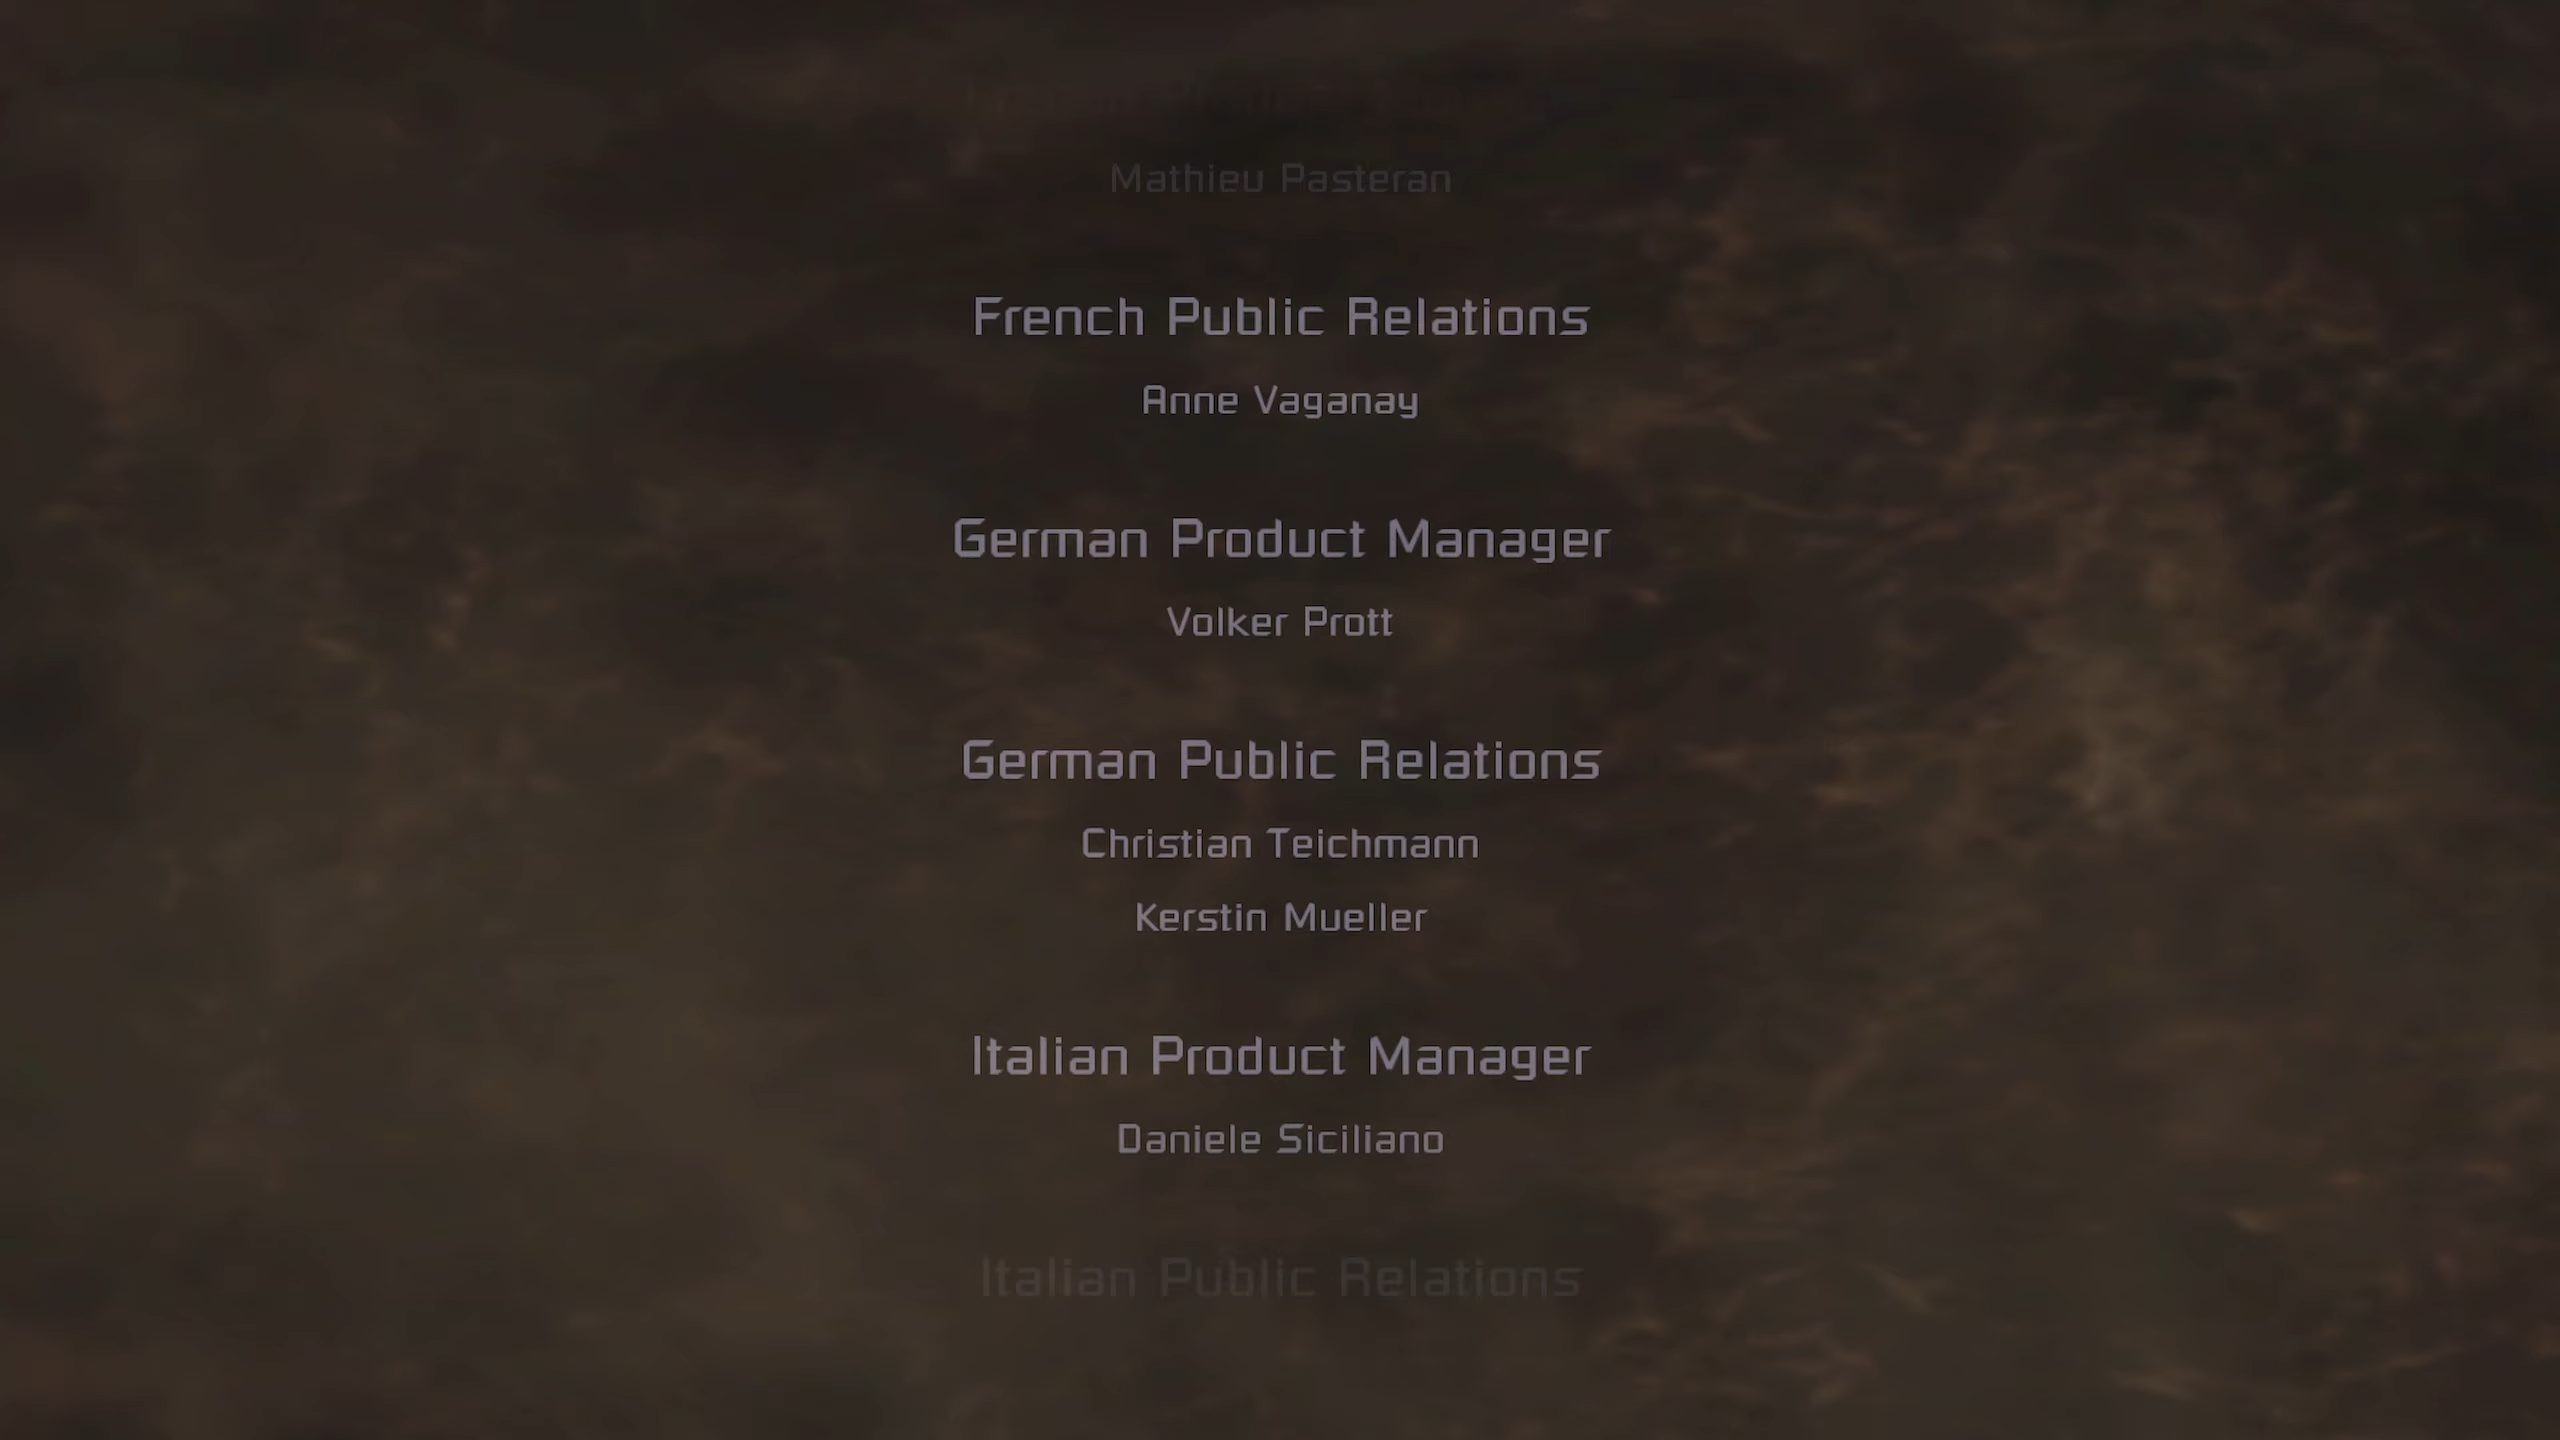 Mathieu Pasteran
French Public Relations
Anne Vaganay
German Product Manager
Volker Prott
German Public Relations
Christian Teichmann
Kerstin Mueller
Italian Product Manager
Daniele Siciliano
Italian Public Relations